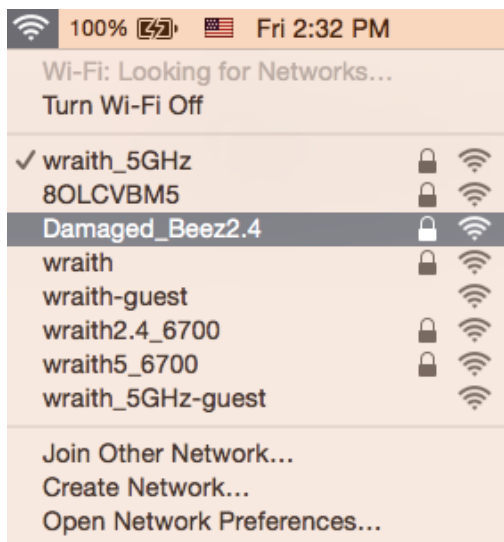 100% Fri 2:32 PM
Wi-Fi: Looking for Networks...
Turn Wi-Fi Off
wraith_5GHz
8OLCVBM5
Damaged_Beez2.4
wraith
wraith-guest
wraith2.4_6700
wraith5_6700
wraith_5GHz-guest
Join Other Network...
Create Network...
Open Network Preferences...